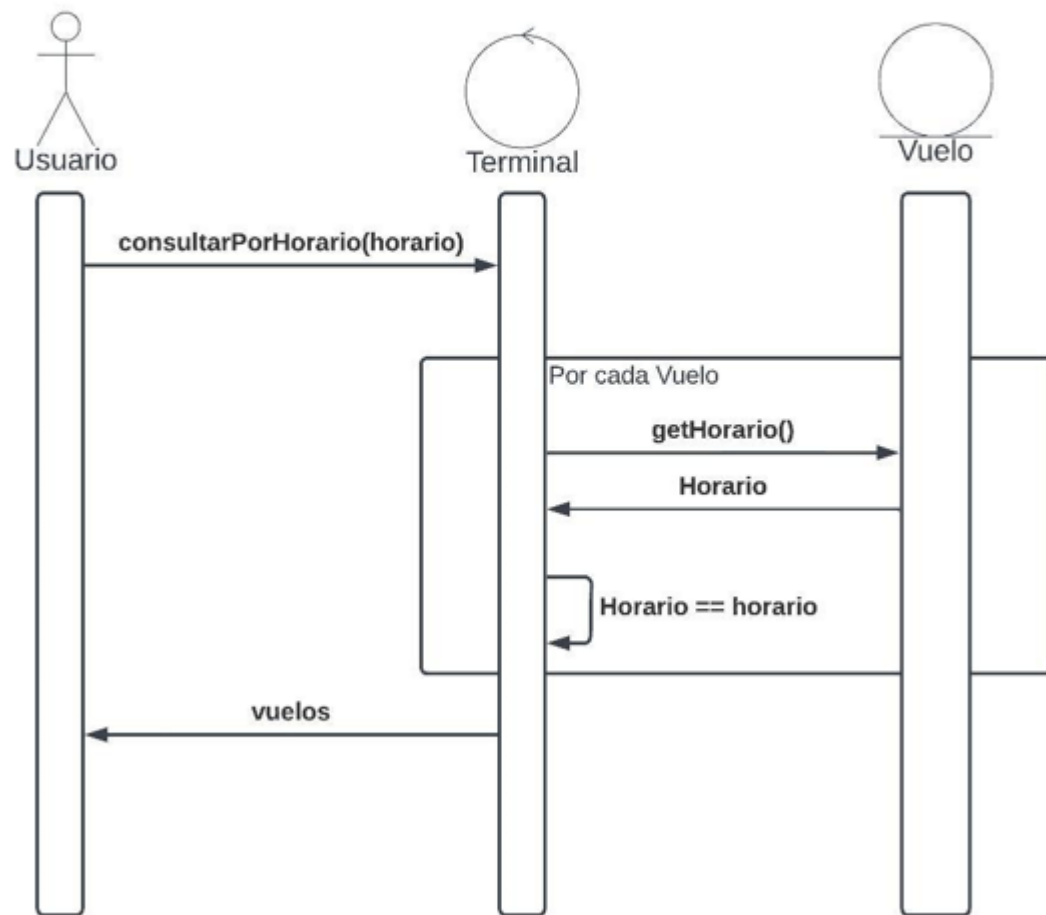 Usuario
Terminal
Vuelo
consultarPorHorario(horario)
Por cada Vuelo
getHorario()
Horario
Horario == horario
vuelos